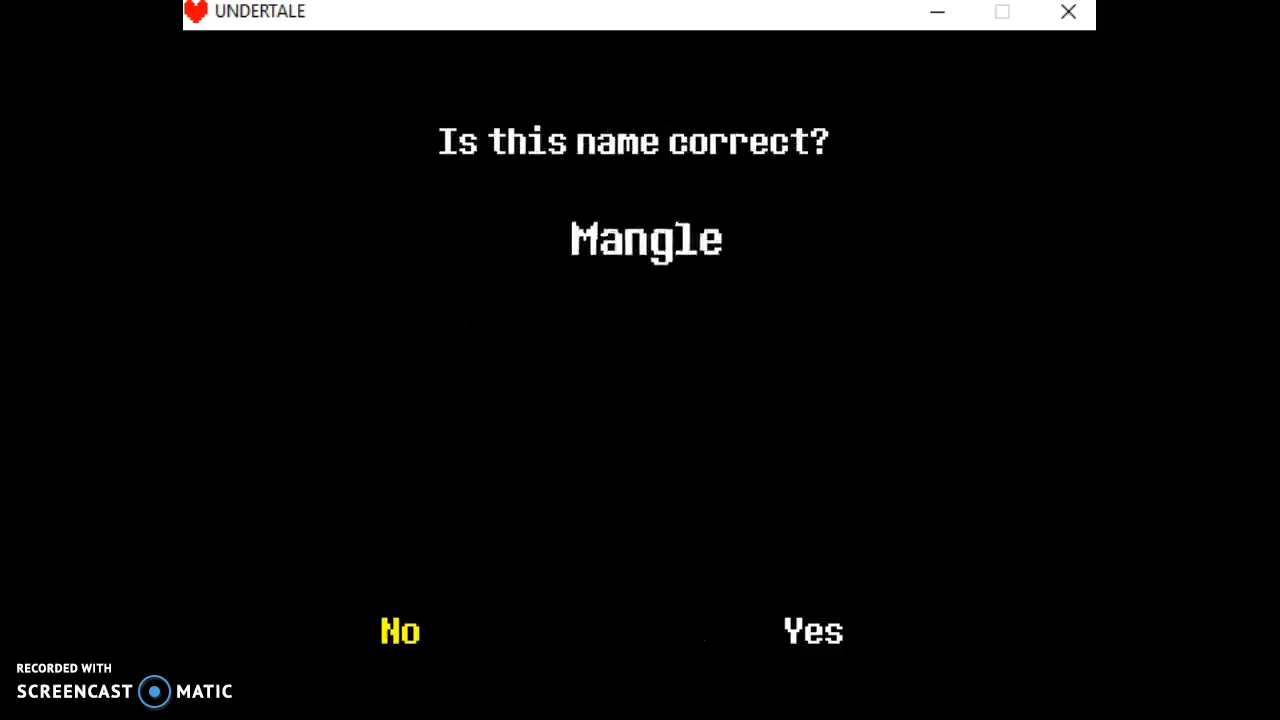 UNDERTALE
Is this name correct?
Mangle
No Yes
RECORDED WITH
SCREENCAST MATIC